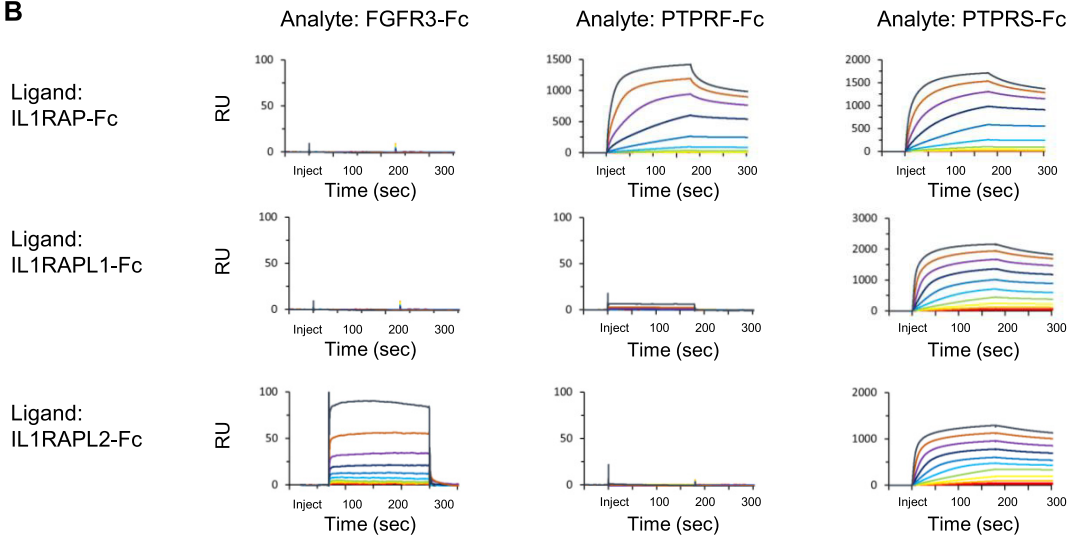 B
Analyte: FGFR3-Fc
Analyte: PTPRF-Fc
Analyte: PTPRS-Fc
Ligand:
IL1RAP-Fc
RU
100
50
0
Inject 100 200 300
Time (sec)
1500
1000
500
0
Inject 100 200 300
Time (sec)
2000
1500
1000
500
0
Inject 100 200 300
Time (sec)
Ligand:
IL1RAPL1-Fc
RU
100
50
0
Inject 100 200 300
Time (sec)
100
50
0
Inject 100 200 300
Time (sec)
3000
2000
1000
0
Inject 100 200 300
Time (sec)
Ligand:
IL1RAPL2-Fc
RU
100
50
0
Inject 100 200 300
Time (sec)
100
50
0
Inject 100 200 300
Time (sec)
2000
1000
0
Inject 100 200 300
Time (sec)